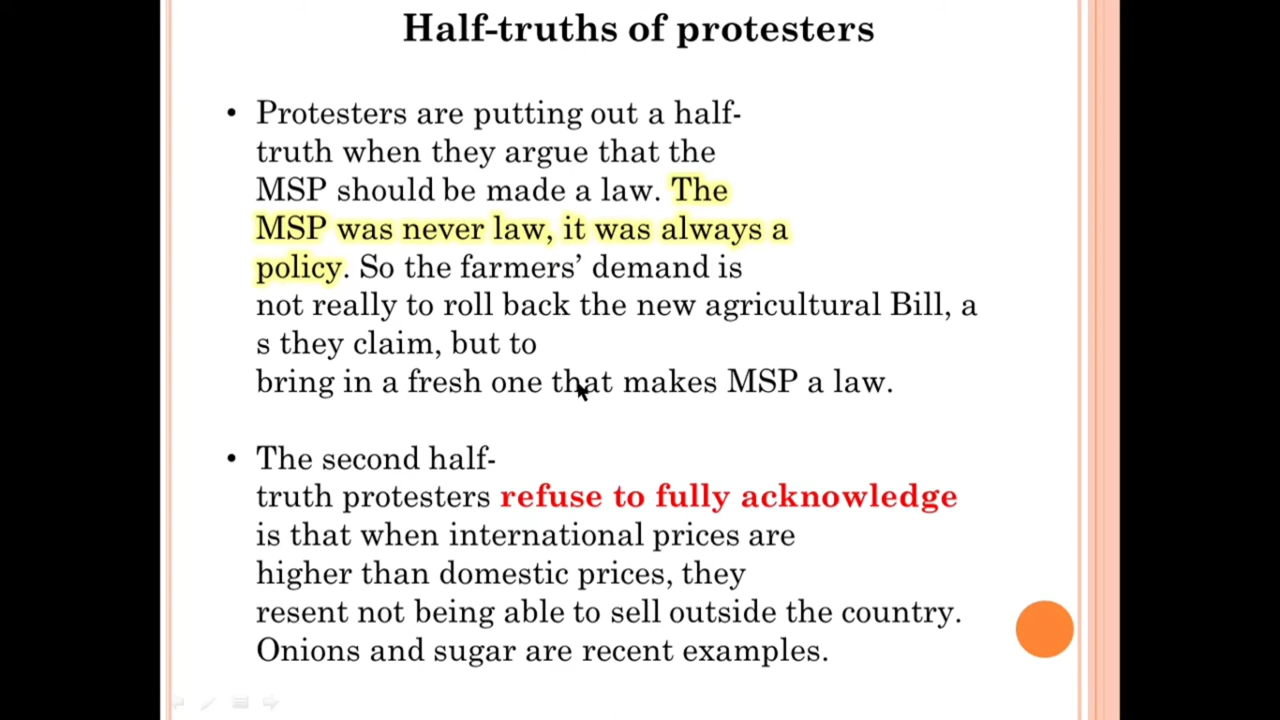 Half-truths of protesters
• Protesters are putting out a half-
truth when they argue that the
MSP should be made a law. The
MSP was never law, it was always a
policy. So the farmers’ demand is
not really to roll back the new agricultural Bill, a
s they claim, but to
bring in a fresh one that makes MSP a law.
• The second half-
truth protesters refuse to fully acknowledge
is that when international prices are
higher than domestic prices, they
resent not being able to sell outside the country.
Onions and sugar are recent examples.